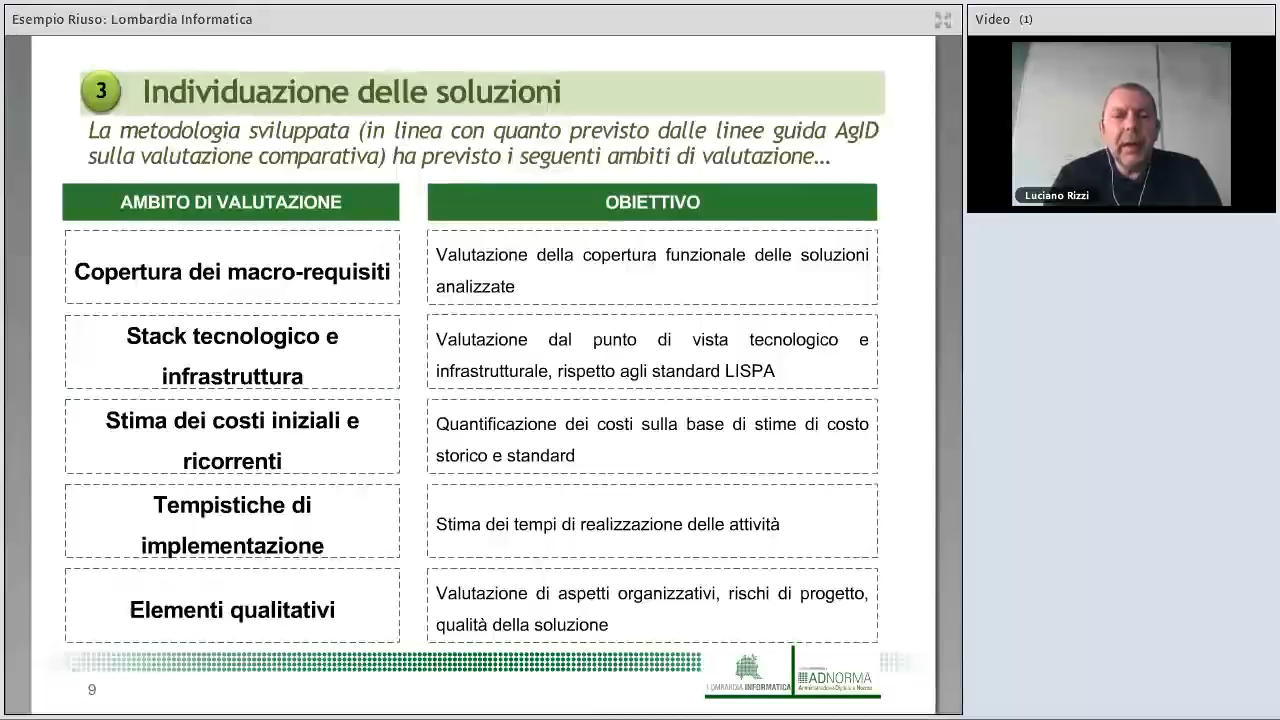 Esempio Riuso: Lombardia Informatica
3
Individuazione delle soluzioni
La metodologia sviluppata (in linea con quanto previsto dalle linee guida AgID
sulla valutazione comparativa) ha previsto i seguenti ambiti di valutazione…
AMBITO DI VALUTAZIONE
OBIETTIVO
Copertura dei macro-requisiti
Valutazione della copertura funzionale delle soluzioni
analizzate
Stack tecnologico e
infrastruttura
Valutazione dal punto di vista tecnologico e
infrastrutturale, rispetto agli standard LISPA
Stima dei costi iniziali e
ricorrenti
Quantificazione dei costi sulla base di stime di costo
storico e standard
Tempistiche di
implementazione
Stima dei tempi di realizzazione delle attività
Elementi qualitativi
Valutazione di aspetti organizzativi, rischi di progetto,
qualità della soluzione
9
LOMBARDIA INFORMATICA
ADNORMA
Video (1)
Luciano Rizzi